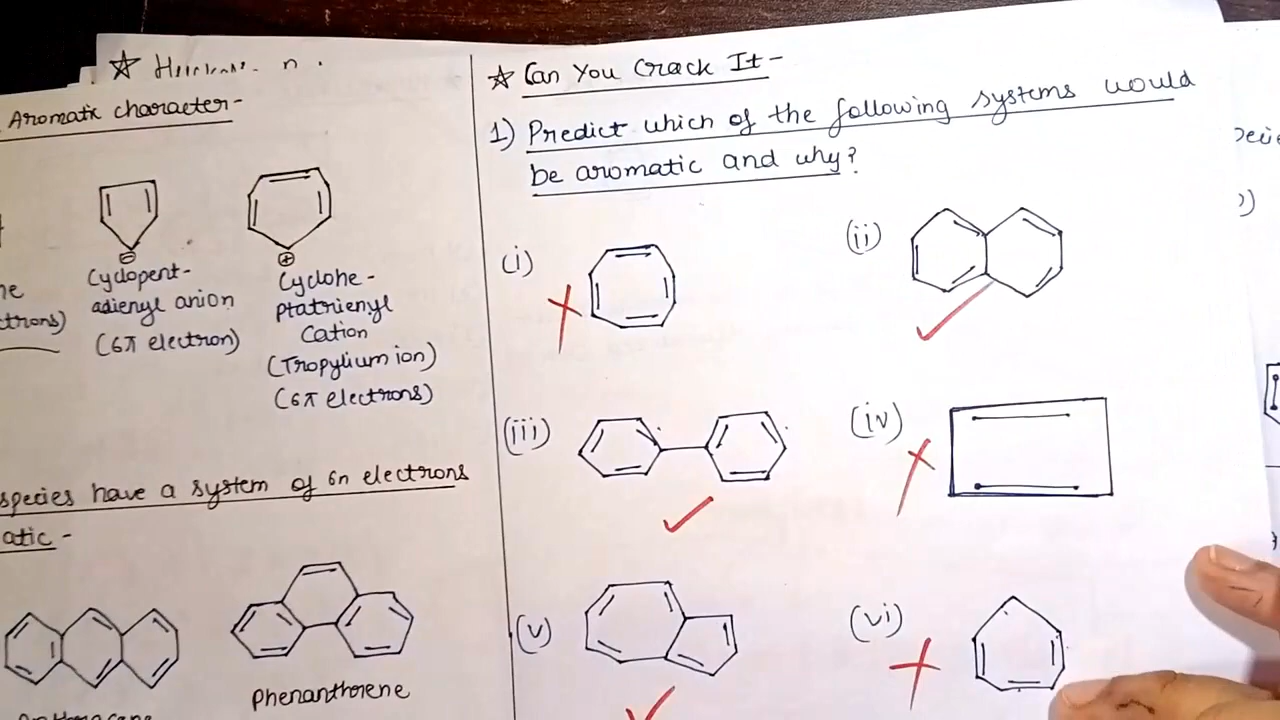 Aromatic character-
Cyclopent-
adienyl anion
(6π electron)
Cyclohe-
ptatrienyl
Cation
(Tropylium ion)
(6π electrons)
species have a system of 6n electrons
phenanthrene
Can You Crack It-
1) Predict which of the following systems would
be aromatic and why?
(i)
(ii)
(iii)
(iv)
(v)
(vi)